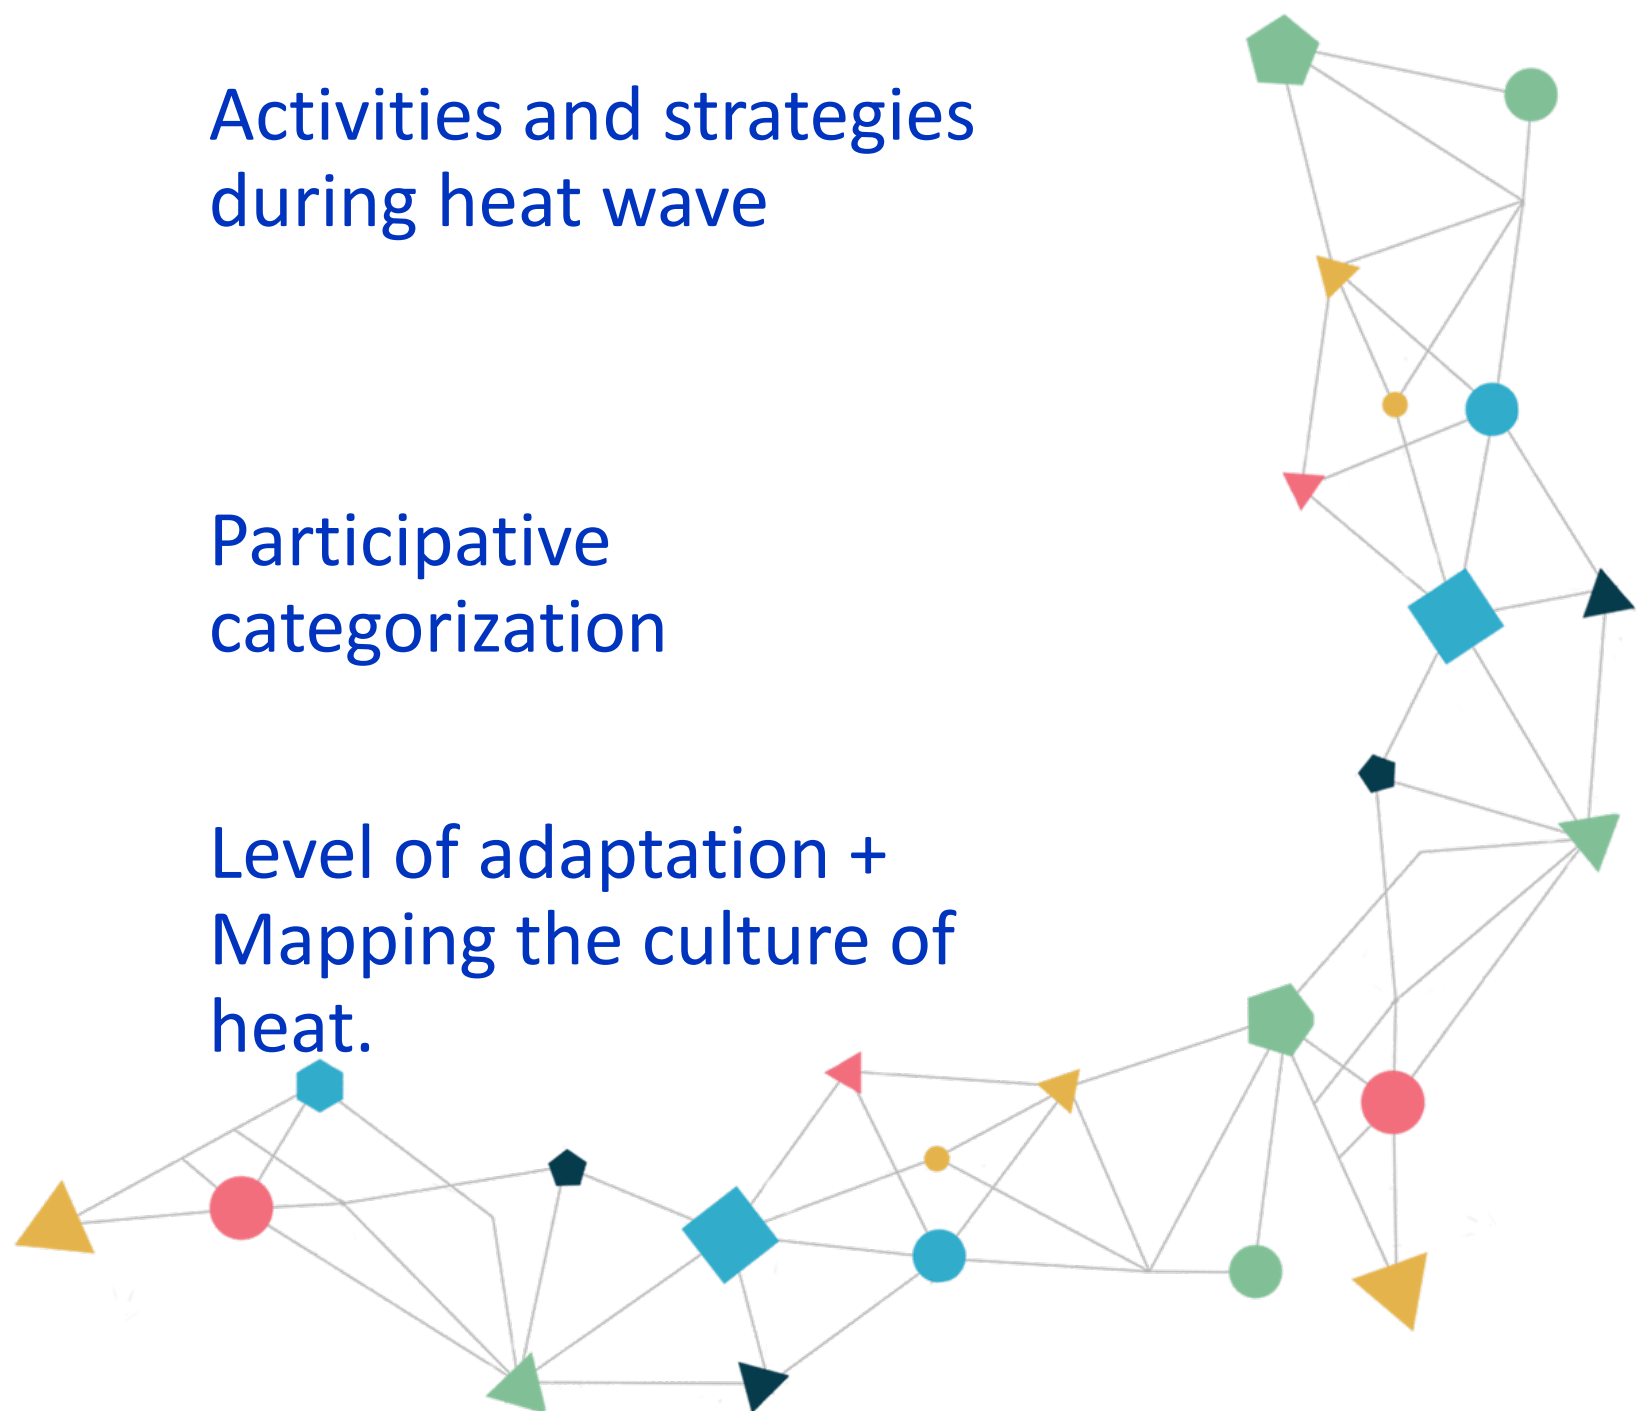 Activities and strategies
during heat wave
Participative
categorization
Level of adaptation +
Mapping the culture of
heat.